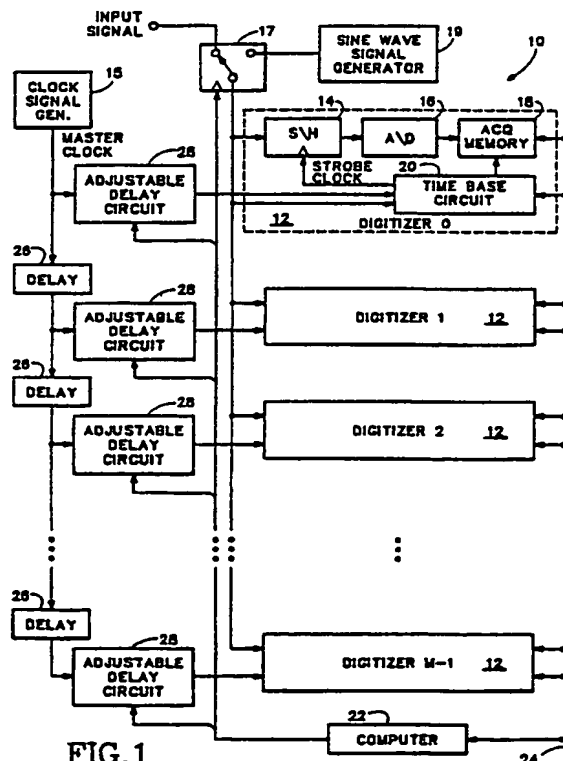 INPUT
SIGNAL
17
SINE WAVE
SIGNAL
GENERATOR
19
10
CLOCK
SIGNAL
GEN.
15
MASTER
CLOCK
28
ADJUSTABLE
DELAY
CIRCUIT
14
S\H
16
A\D
18
ACQ
MEMORY
STROBE
CLOCK
20
TIME BASE
CIRCUIT
12
DIGITIZER 0
26
DELAY
28
ADJUSTABLE
DELAY
CIRCUIT
DIGITIZER 1
12
26
DELAY
28
ADJUSTABLE
DELAY
CIRCUIT
DIGITIZER 2
12
26
DELAY
28
ADJUSTABLE
DELAY
CIRCUIT
DIGITIZER M-1
12
22
COMPUTER
24
FIG.1